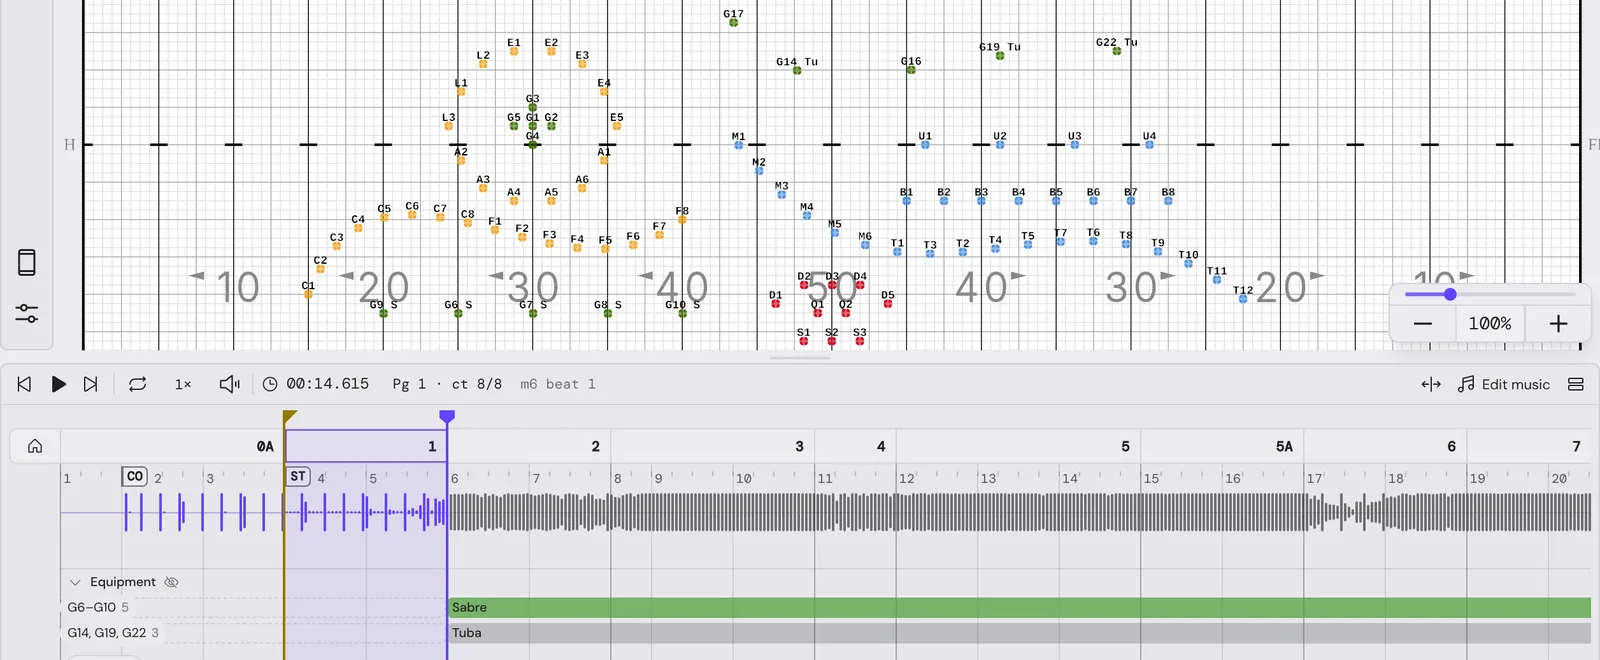 G17
E1 E2 G19 Tu G22 Tu
L2 E3 G14 Tu G16
L1 E4
G3
L3 G5 G1 G2 E5
H G4 M1 U1 U2 U3 U4
A2 A1 M2
A3 A6 M3 B1 B2 B3 B4 B5 B6 B7 B8
A4 A5
C5 C6 C7 F8 M4
C4 C8 F1 F7 M5
C3 F2 F3 F4 F5 F6 M6 T1 T3 T2 T4 T5 T7 T6 T8 T9
C2 T10
C1 10 20 30 40 D2 D3 D4 50 40 30 20 T11 10
D1 D5 T12
G9 S G6 S G7 S G8 S G10 S Q1 Q2
S1 S2 S3
100%
1× 00:14.615 Pg 1 · ct 8/8 m6 beat 1 Edit music
0A 1 2 3 4 5 5A 6 7
1 CO 2 3 ST 4 5 6 7 8 9 10 11 12 13 14 15 16 17 18 19 20
Equipment
G6–G10 5 Sabre
G14, G19, G22 3 Tuba